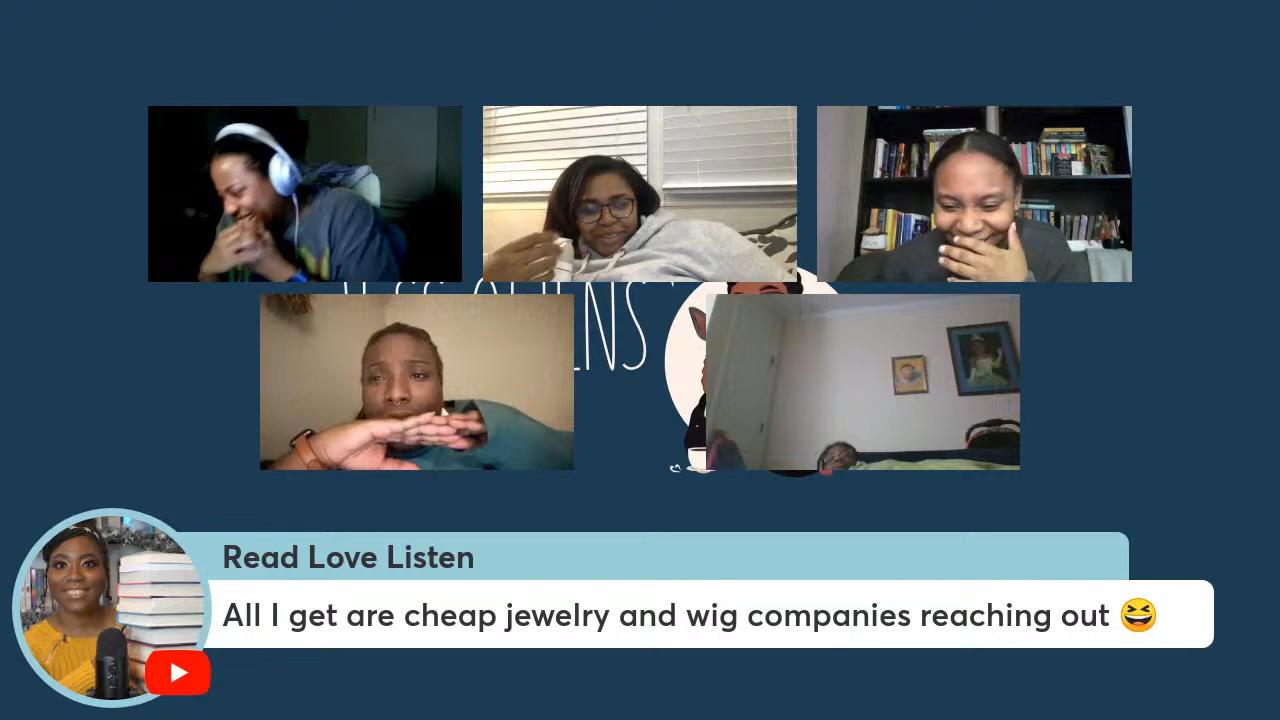 Read Love Listen
All I get are cheap jewelry and wig companies reaching out 😆